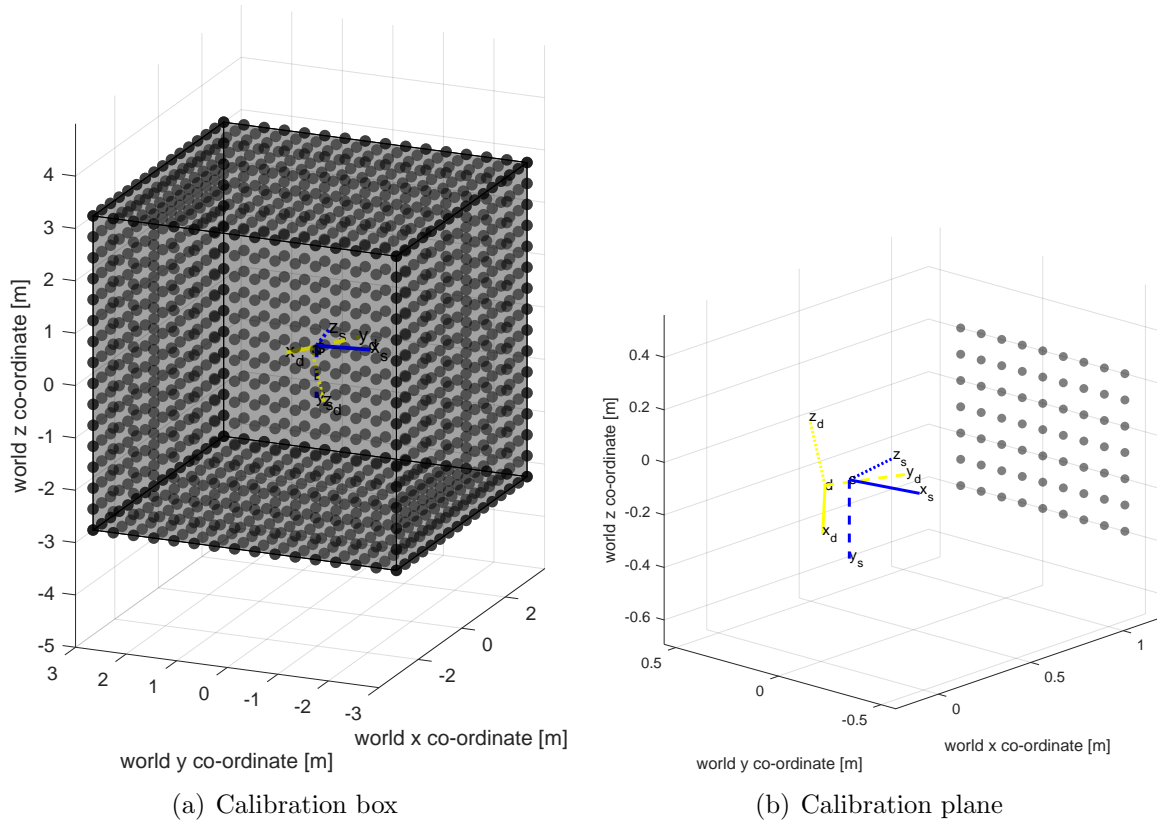 4
3
2
1
0
-1
-2
-3
-4
-5
world z co-ordinate [m]
z_s
y_d
x_d
s
x_s
y_s
z_d
3
2
1
0
-1
-2
-3
world y co-ordinate [m]
-2
0
2
world x co-ordinate [m]
(a) Calibration box
0.4
0.2
0
-0.2
-0.4
-0.6
world z co-ordinate [m]
z_d
z_s
d
s
y_d
x_s
x_d
y_s
0.5
0
-0.5
world y co-ordinate [m]
0
0.5
1
world x co-ordinate [m]
(b) Calibration plane